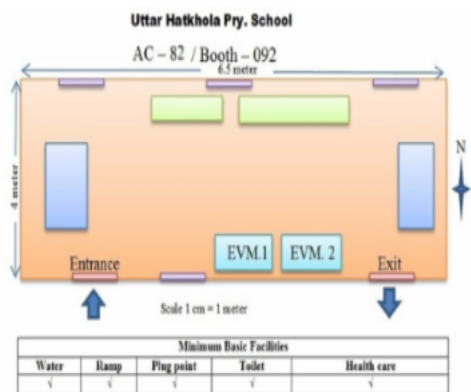 Uttar Hatkhola Pry. School
AC – 82 / Booth –092
6.5 meter
4 meter
N
EVM.1 EVM. 2
Entrance Exit
Scale 1 cm = 1 meter
Minimum Basic Facilities
Water Ramp Plug point Toilet Health care
√ √ √ √ √